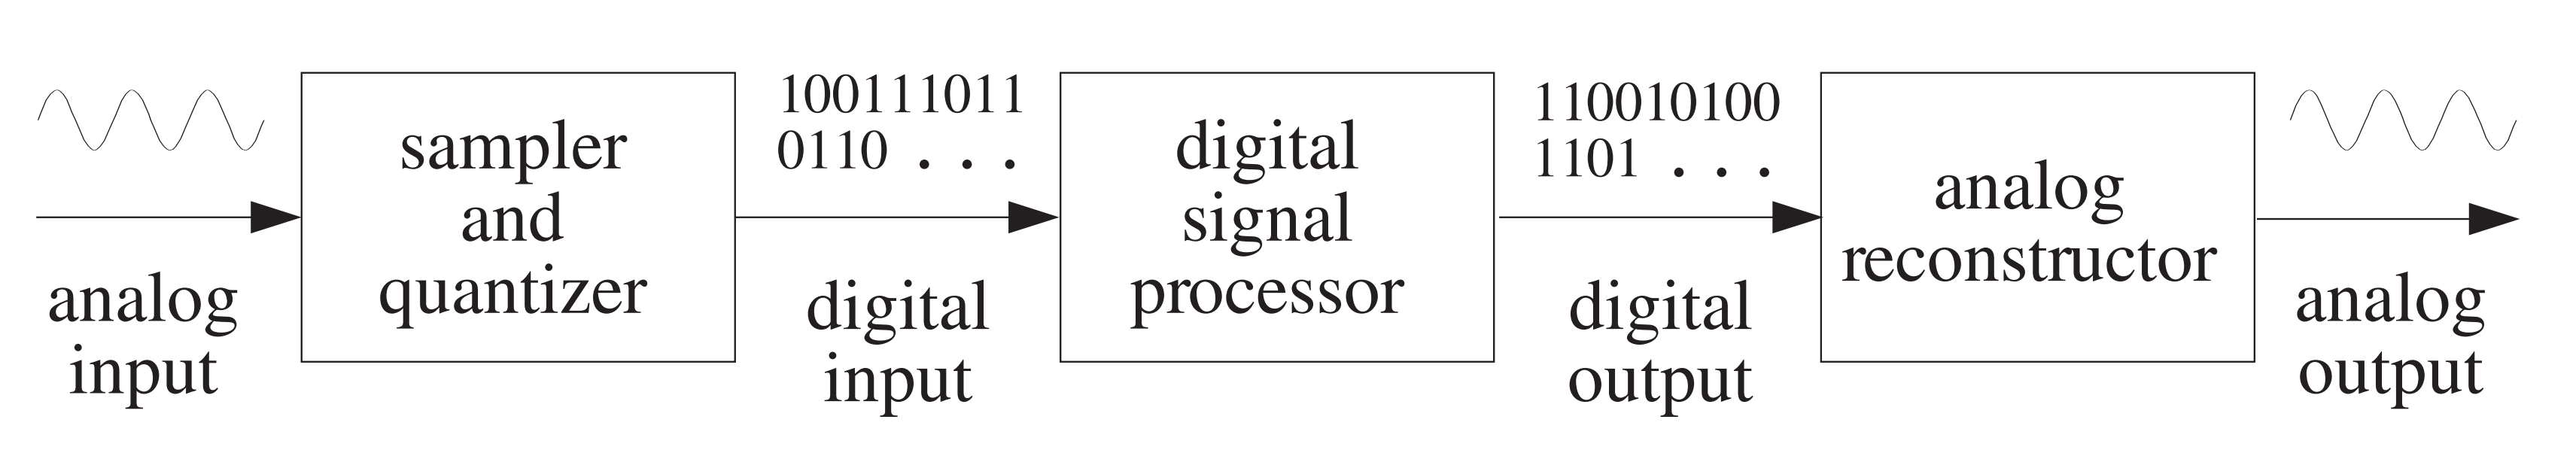 analog
input
sampler
and
quantizer
100111011
0110 . . .
digital
input
digital
signal
processor
110010100
1101 . . .
digital
output
analog
reconstructor
analog
output